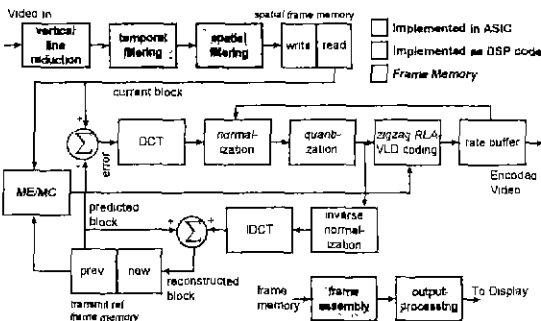 Video in
vertical
line
reduction
temporal
filtering
spatial
filtering
spatial frame memory
write
read
Implemented in ASIC
Implemented as DSP code
Frame Memory
current block
+
Σ
-
error
DCT
normal-
ization
quanti-
zation
zigzag RLA
VLD coding
rate buffer
Encoded
Video
ME/MC
predicted
block
+
Σ
+
IDCT
inverse
normal-
ization
prev
new
reconstructed
block
transmit ref
frame memory
frame
memory
frame
assembly
output
processing
To Display